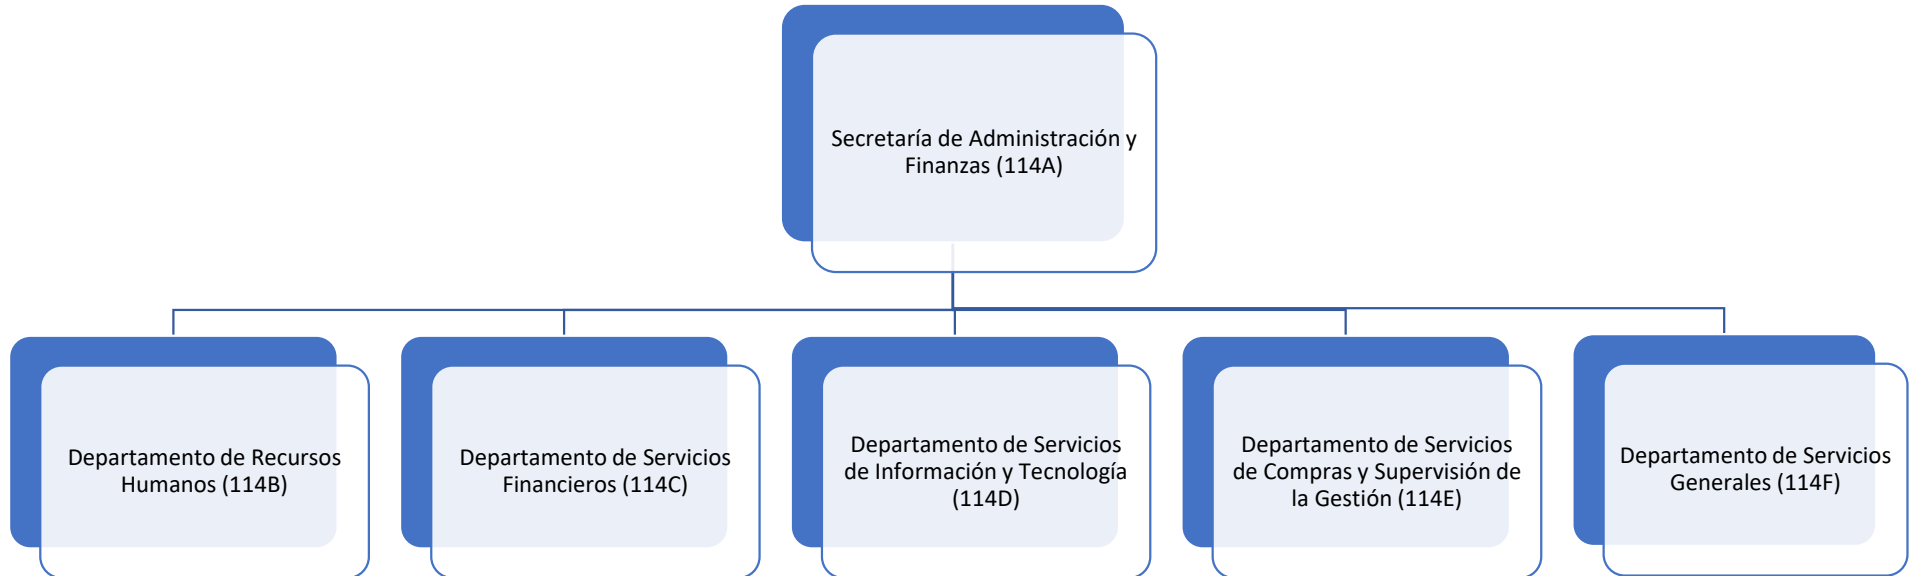 Secretaría de Administración y
Finanzas (114A)
Departamento de Recursos
Humanos (114B)
Departamento de Servicios
Financieros (114C)
Departamento de Servicios
de Información y Tecnología
(114D)
Departamento de Servicios
de Compras y Supervisión de
la Gestión (114E)
Departamento de Servicios
Generales (114F)